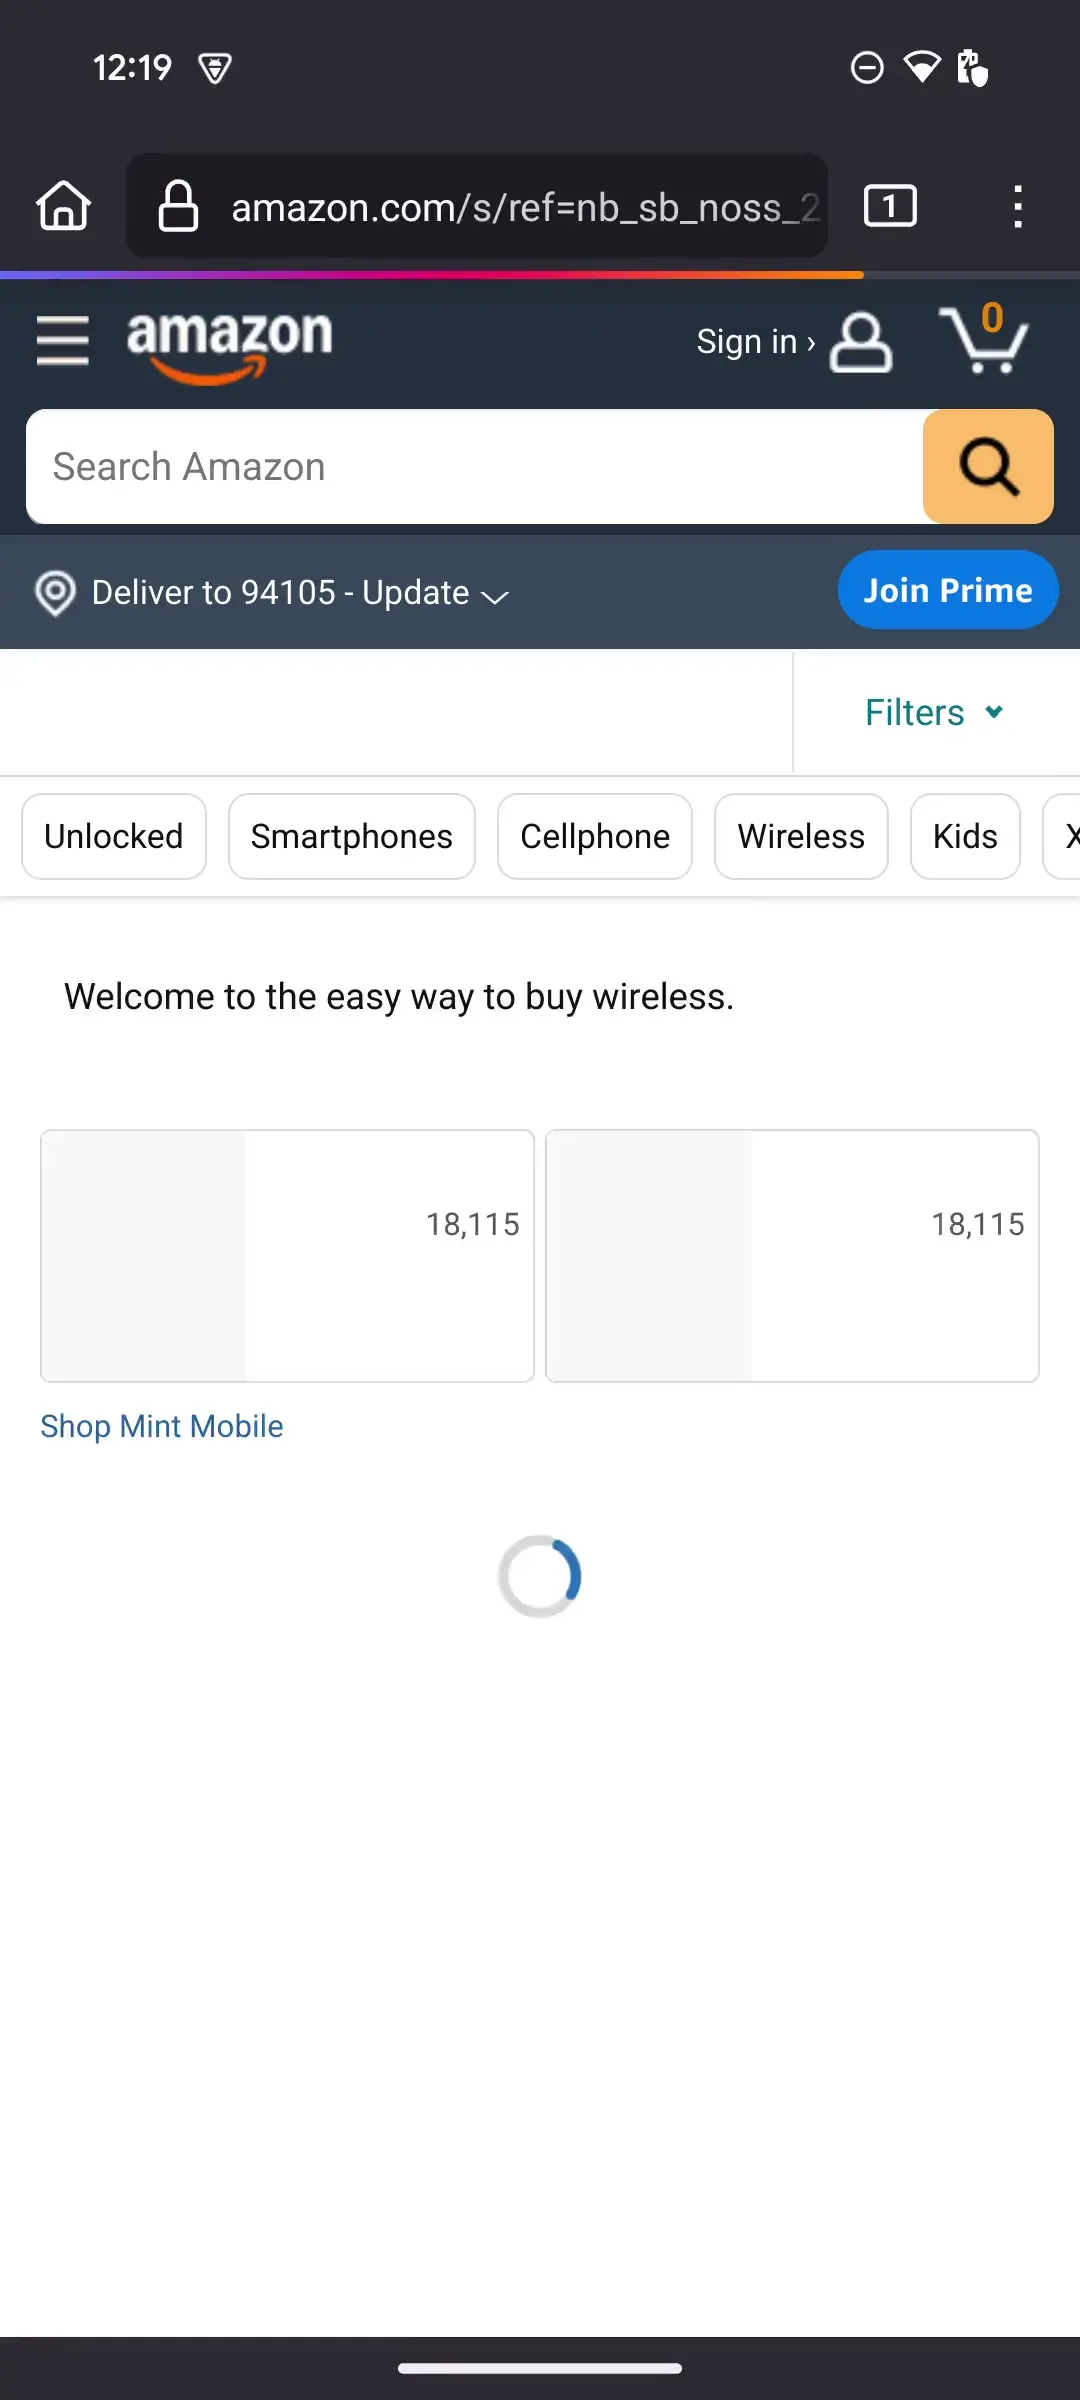 12:19
amazon.com/s/ref=nb_sb_noss_2
1
amazon
Sign in ›
0
Search Amazon
Deliver to 94105 - Update
Join Prime
Filters
Unlocked
Smartphones
Cellphone
Wireless
Kids
Welcome to the easy way to buy wireless.
18,115
18,115
Shop Mint Mobile